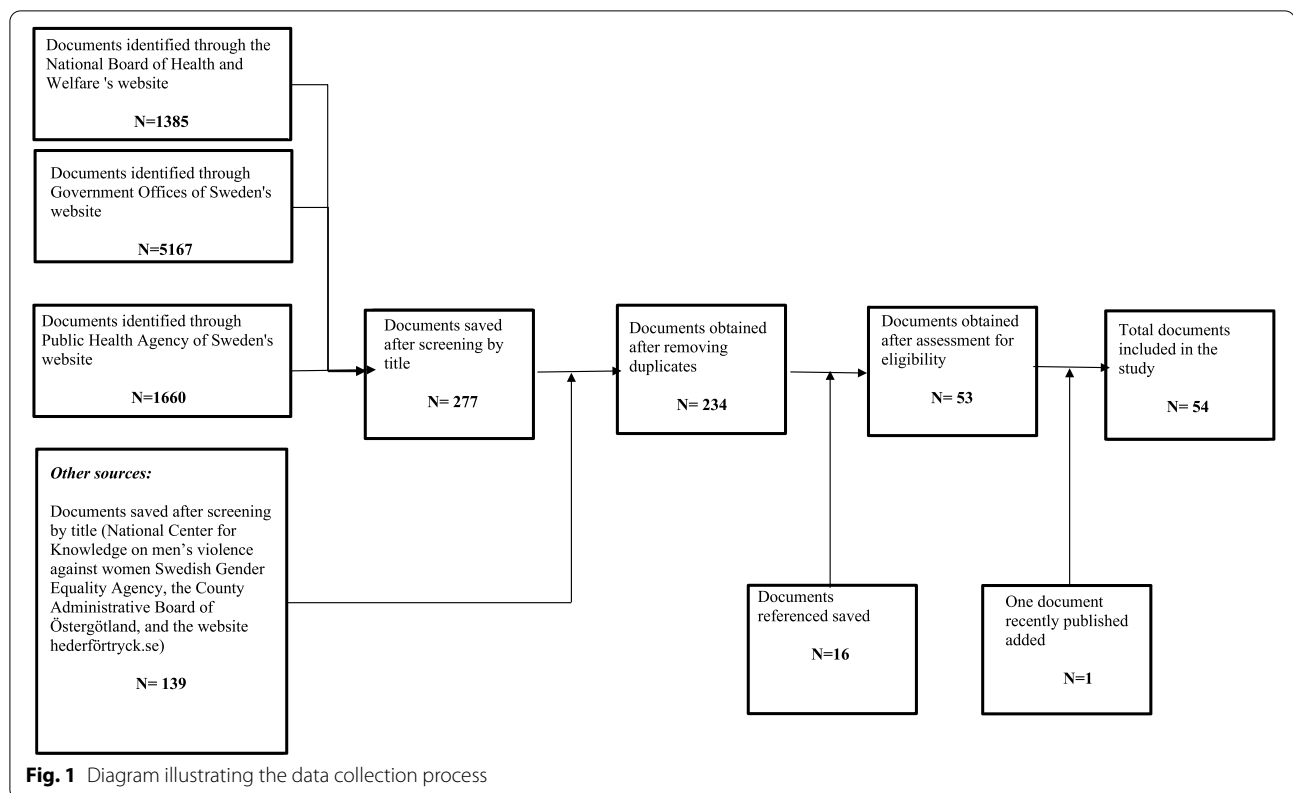 Documents identified through the
National Board of Health and
Welfare 's website
N=1385
Documents identified through
Government Offices of Sweden's
website
N=5167
Documents identified through
Public Health Agency of Sweden's
website
N=1660
Other sources:
Documents saved after screening
by title (National Center for
Knowledge on men's violence
against women Swedish Gender
Equality Agency, the County
Administrative Board of
Östergötland, and the website
hederförtryck.se)
N= 139
Documents saved
after screening by
title
N= 277
Documents obtained
after removing
duplicates
N= 234
Documents
referenced saved
N=16
Documents obtained
after assessment for
eligibility
N= 53
One document
recently published
added
N=1
Total documents
included in the
study
N= 54
Fig. 1 Diagram illustrating the data collection process